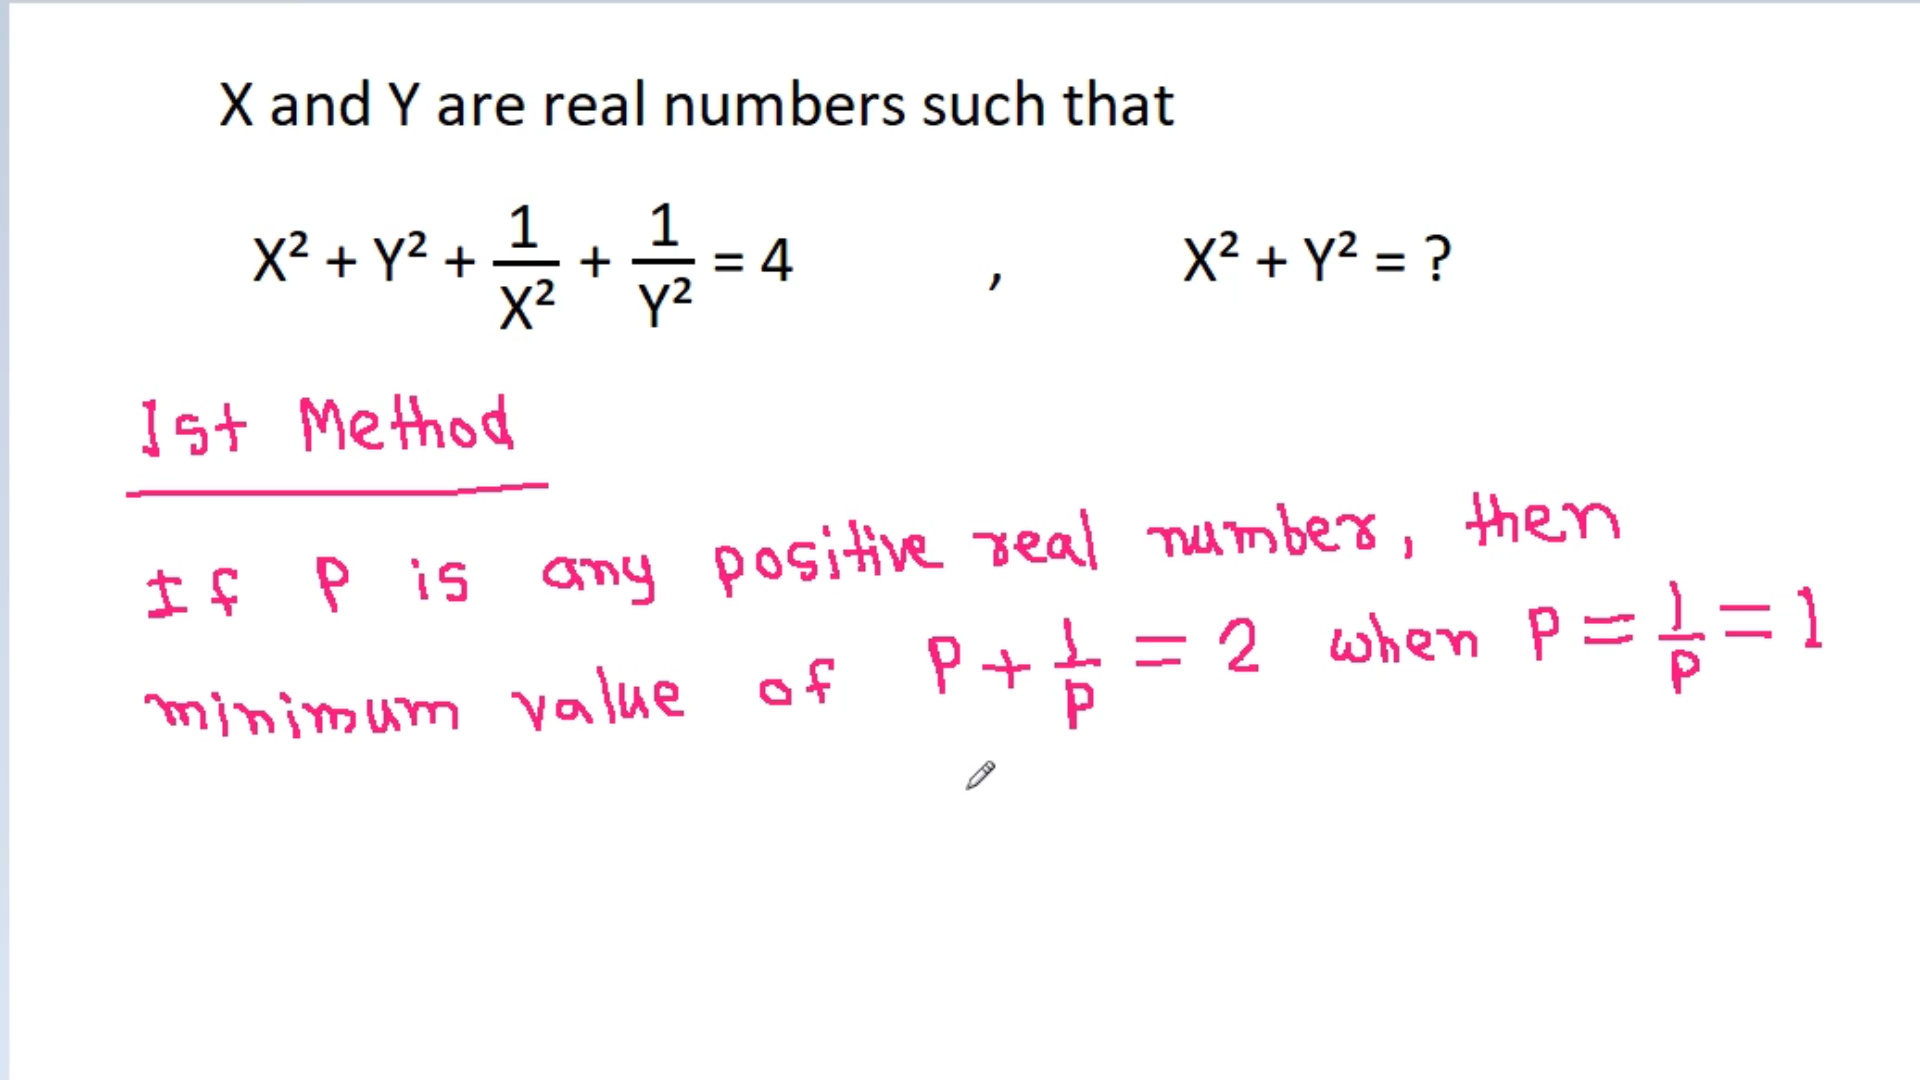 X and Y are real numbers such that
X² + Y² + 1/X² + 1/Y² = 4 , X² + Y² = ?
1st Method
If P is any positive real number, then
minimum value of P + 1/P = 2 when P = 1/P = 1